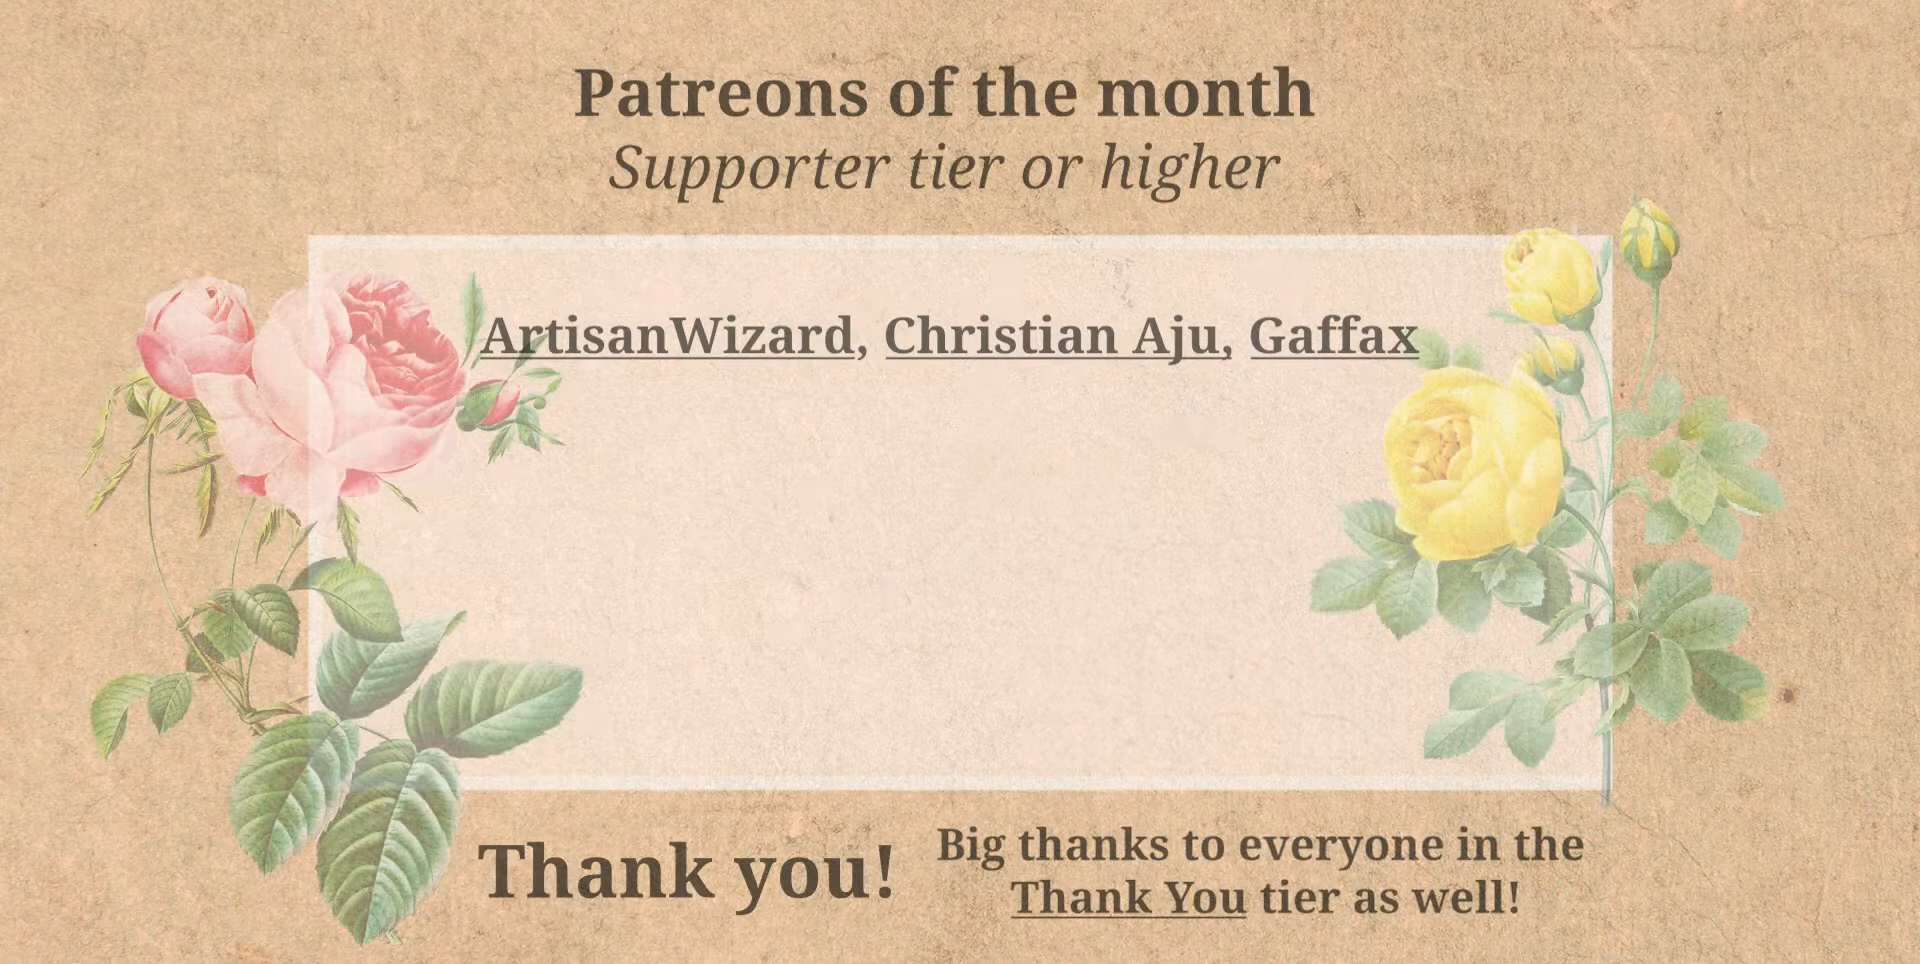 Patreons of the month
Supporter tier or higher
ArtisanWizard, Christian Aju, Gaffax
Thank you!
Big thanks to everyone in the
Thank You tier as well!